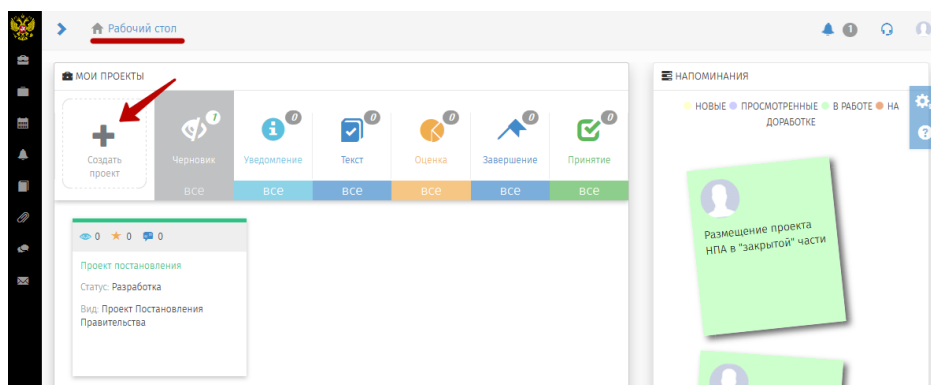 Рабочий стол
1
МОИ ПРОЕКТЫ
Создать
проект
1
Черновик
все
0
Уведомление
все
0
Текст
все
0
Оценка
все
0
Завершение
все
0
Принятие
все
0 0 0
Проект постановления
Статус: Разработка
Вид: Проект Постановления
Правительства
НАПОМИНАНИЯ
НОВЫЕ ПРОСМОТРЕННЫЕ В РАБОТЕ НА
ДОРАБОТКЕ
Размещение проекта
НПА в "закрытой" части